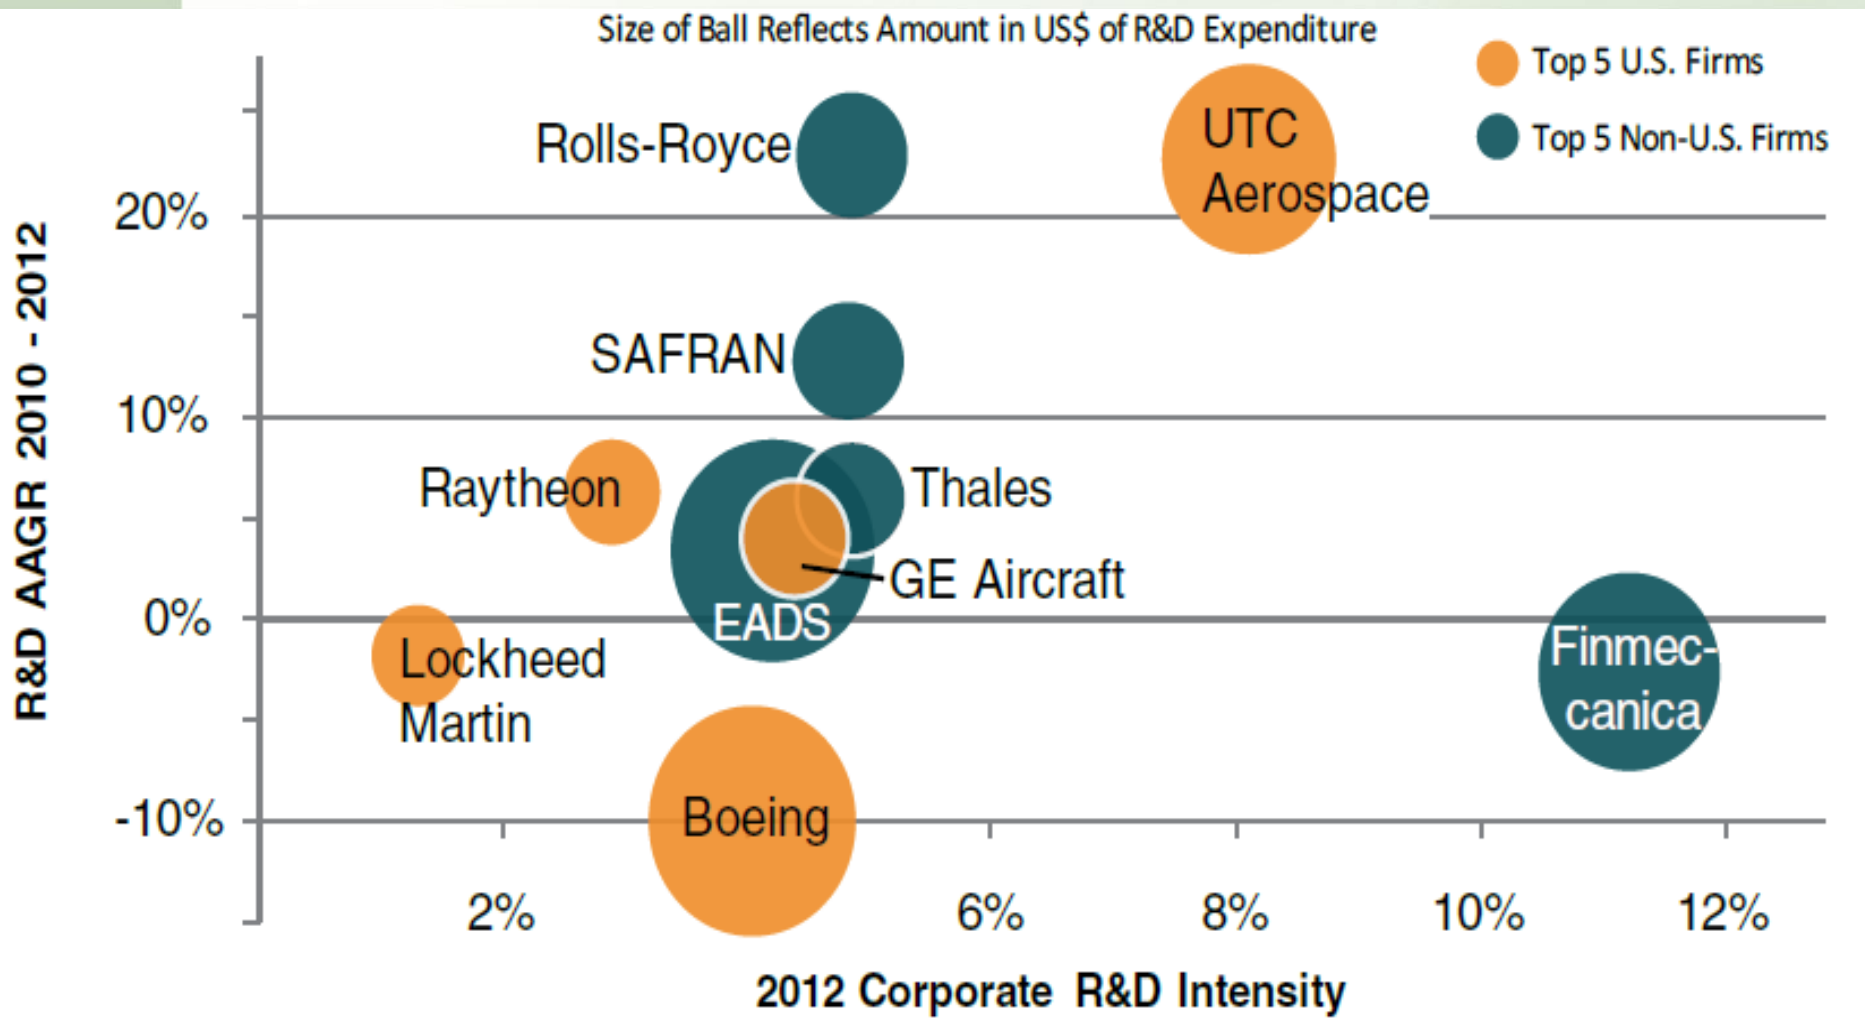 Size of Ball Reflects Amount in US$ of R&D Expenditure
Top 5 U.S. Firms
Top 5 Non-U.S. Firms
R&D AAGR 2010 - 2012
20%
10%
0%
-10%
Rolls-Royce
UTC
Aerospace
SAFRAN
Raytheon
Thales
GE Aircraft
EADS
Lockheed
Martin
Finmec-
canica
Boeing
2%
6%
8%
10%
12%
2012 Corporate R&D Intensity